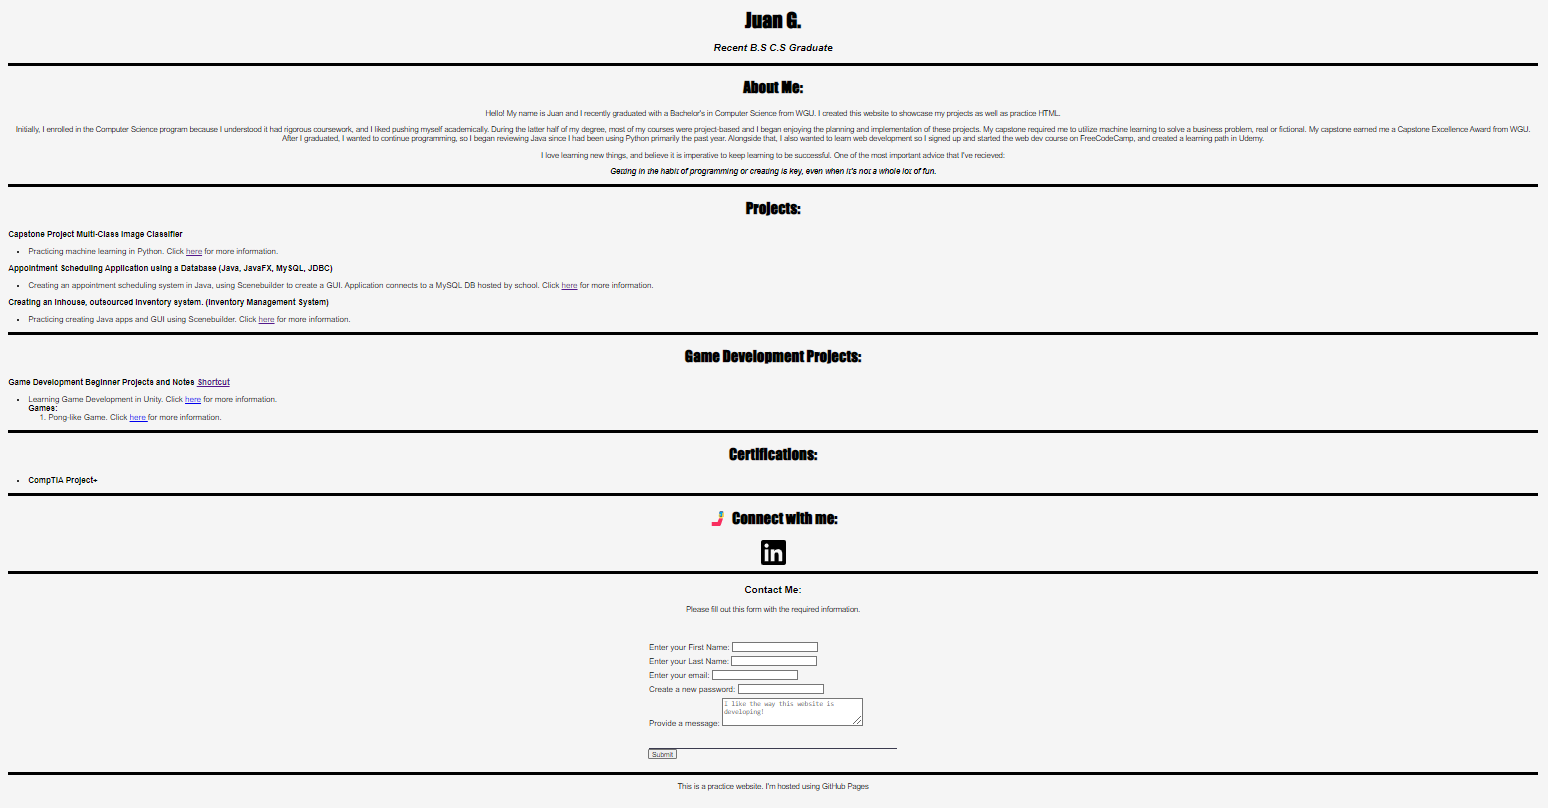 Juan G.
Recent B.S C.S Graduate
About Me:
Hello! My name is Juan and I recently graduated with a Bachelor's in Computer Science from WGU. I created this website to showcase my projects as well as practice HTML.
Initially, I enrolled in the Computer Science program because I understood it had rigorous coursework, and I liked pushing myself academically. During the latter half of my degree, most of my courses were project-based and I began enjoying the planning and implementation of these projects. My capstone required me to utilize machine learning to solve a business problem, real or fictional. My capstone earned me a Capstone Excellence Award from WGU.
After I graduated, I wanted to continue programming, so I began reviewing Java since I had been using Python primarily the past year. Alongside that, I also wanted to learn web development so I signed up and started the web dev course on FreeCodeCamp, and created a learning path in Udemy.
I love learning new things, and believe it is imperative to keep learning to be successful. One of the most important advice that I've recieved:
Getting in the habit of programming or creating is key, even when it's not a whole lot of fun.
Projects:
Capstone Project Multi-Class Image Classifier
• Practicing machine learning in Python. Click here for more information.
Appointment Scheduling Application using a Database (Java, JavaFX, MySQL, JDBC)
• Creating an appointment scheduling system in Java, using Scenebuilder to create a GUI. Application connects to a MySQL DB hosted by school. Click here for more information.
Creating an Inhouse, outsourced Inventory system. (Inventory Management System)
• Practicing creating Java apps and GUI using Scenebuilder. Click here for more information.
Game Development Projects:
Game Development Beginner Projects and Notes Shortcut
• Learning Game Development in Unity. Click here for more information.
Games:
1. Pong-like Game. Click here for more information.
Certifications:
• CompTIA Project+
Connect with me:
in
Contact Me:
Please fill out this form with the required information.
Enter your First Name:
Enter your Last Name:
Enter your email:
Create a new password:
I like the way this website is
developing!
Provide a message:
Submit
This is a practice website. I'm hosted using GitHub Pages